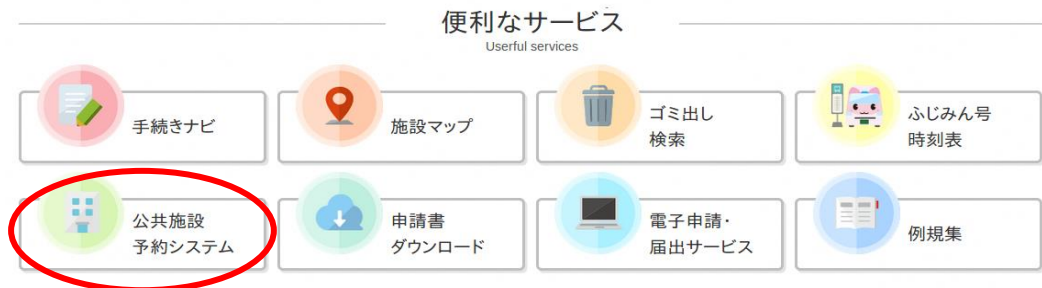 便利なサービス
Userful services
手続きナビ
施設マップ
ゴミ出し
検索
ふじみん号
時刻表
公共施設
予約システム
申請書
ダウンロード
電子申請・
届出サービス
例規集